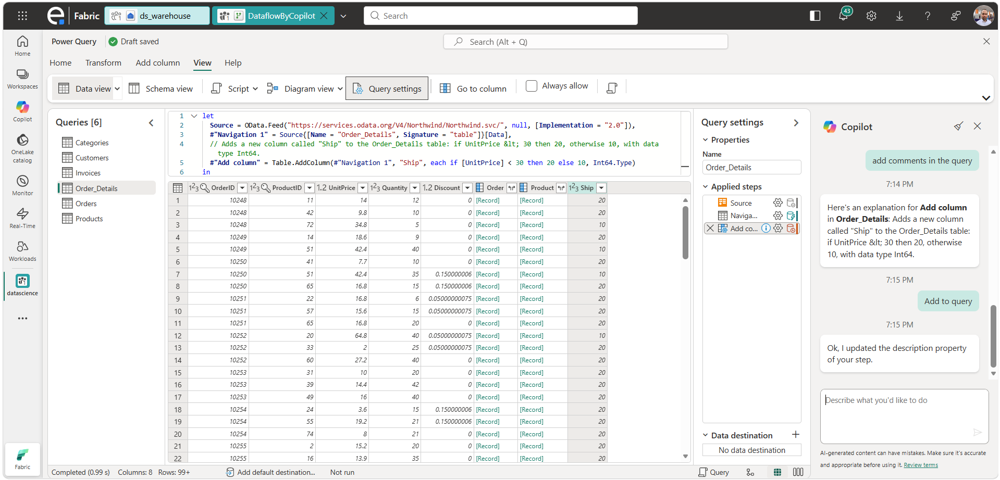 Fabric
ds_warehouse
DataflowByCopilot
Search
43
Home
Workspaces
Copilot
OneLake
catalog
Monitor
Real-Time
Workloads
datascience
Fabric
Power Query
Draft saved
Search (Alt + Q)
Home Transform Add column View Help
Data view Schema view Script Diagram view Query settings Go to column Always allow
Queries [6]
Categories
Customers
Invoices
Order_Details
Orders
Products
1 let
2 Source = OData.Feed("https://services.odata.org/V4/Northwind/Northwind.svc/", null, [Implementation = "2.0"]),
3 #"Navigation 1" = Source{[Name = "Order_Details", Signature = "table"]}[Data],
4 // Adds a new column called "Ship" to the Order_Details table: if UnitPrice &lt; 30 then 20, otherwise 10, with data
type Int64.
5 #"Add column" = Table.AddColumn(#"Navigation 1", "Ship", each if [UnitPrice] < 30 then 20 else 10, Int64.Type)
6 in
1²3 OrderID 1²3 ProductID 1.2 UnitPrice 1²3 Quantity 1.2 Discount Order Product 1²3 Ship
1 10248 11 14 12 0 [Record] [Record] 20
2 10248 42 9.8 10 0 [Record] [Record] 20
3 10248 72 34.8 5 0 [Record] [Record] 10
4 10249 14 18.6 9 0 [Record] [Record] 20
5 10249 51 42.4 40 0 [Record] [Record] 10
6 10250 41 7.7 10 0 [Record] [Record] 20
7 10250 51 42.4 35 0.150000006 [Record] [Record] 10
8 10250 65 16.8 15 0.150000006 [Record] [Record] 20
9 10251 22 16.8 6 0.05000000075 [Record] [Record] 20
10 10251 57 15.6 15 0.05000000075 [Record] [Record] 20
11 10251 65 16.8 20 0 [Record] [Record] 20
12 10252 20 64.8 40 0.05000000075 [Record] [Record] 10
13 10252 33 2 25 0.05000000075 [Record] [Record] 20
14 10252 60 27.2 40 0 [Record] [Record] 20
15 10253 31 10 20 0 [Record] [Record] 20
16 10253 39 14.4 42 0 [Record] [Record] 20
17 10253 49 16 40 0 [Record] [Record] 20
18 10254 24 3.6 15 0.150000006 [Record] [Record] 20
19 10254 55 19.2 21 0.150000006 [Record] [Record] 20
20 10254 74 8 21 0 [Record] [Record] 20
21 10255 2 15.2 20 0 [Record] [Record] 20
22 10255 16 13.9 35 0 [Record] [Record] 20
Query settings
Properties
Name
Order_Details
Applied steps
Source
Naviga...
Add co...
Data destination
No data destination
Copilot
add comments in the query
7:14 PM
Here's an explanation for Add column
in Order_Details: Adds a new column
called "Ship" to the Order_Details table:
if UnitPrice &lt; 30 then 20, otherwise
10, with data type Int64.
7:15 PM
Add to query
7:15 PM
Ok, I updated the description property
of your step.
Describe what you'd like to do
AI-generated content can have mistakes. Make sure it's accurate
and appropriate before using it. Review terms
Completed (0.99 s) Columns: 8 Rows: 99+ Add default destination... Not run Query